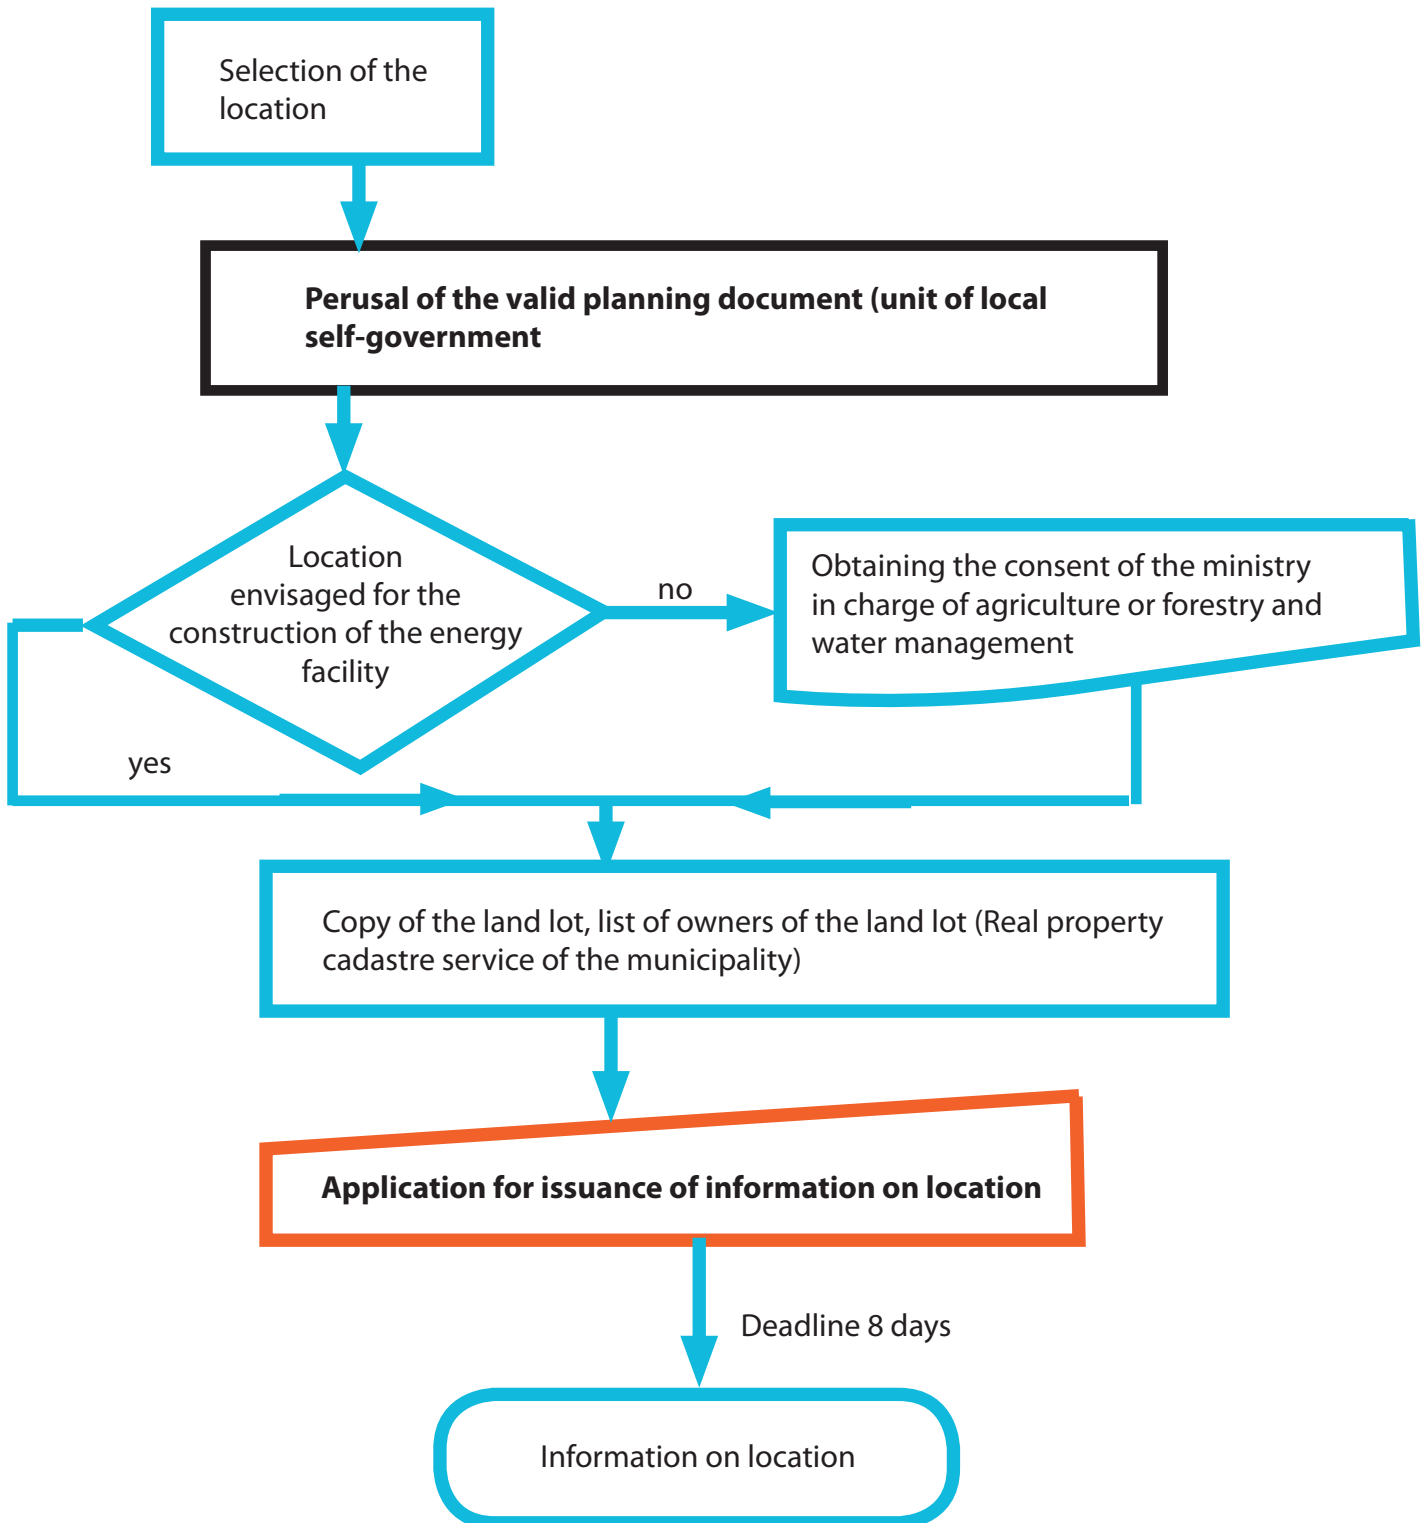 Selection of the
location
Perusal of the valid planning document (unit of local
self-government
Location
envisaged for the
construction of the energy
facility
no
Obtaining the consent of the ministry
in charge of agriculture or forestry and
water management
yes
Copy of the land lot, list of owners of the land lot (Real property
cadastre service of the municipality)
Application for issuance of information on location
Deadline 8 days
Information on location